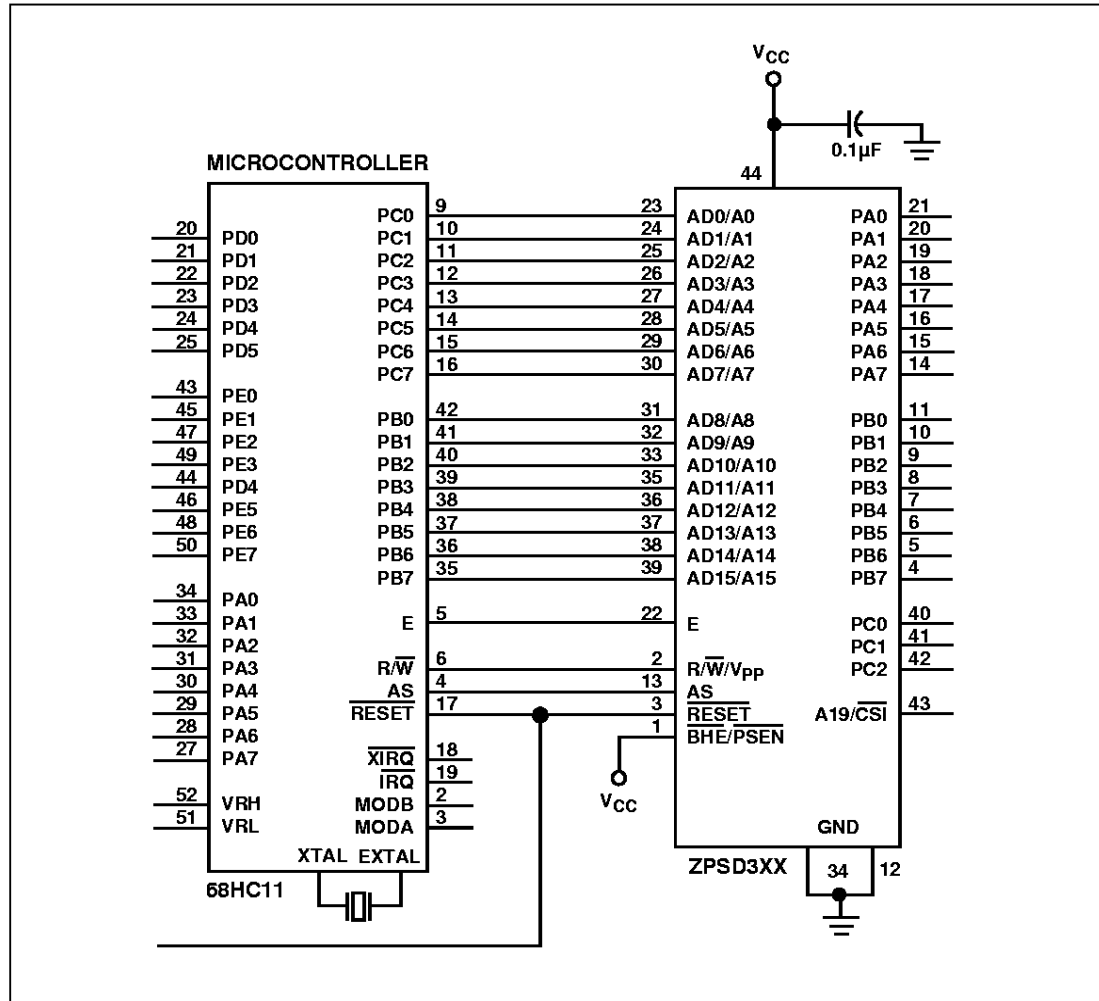 VCC
0.1µF
44
MICROCONTROLLER
20 PD0
21 PD1
22 PD2
23 PD3
24 PD4
25 PD5
43 PE0
45 PE1
47 PE2
49 PE3
44 PD4
46 PE5
48 PE6
50 PE7
34 PA0
33 PA1
32 PA2
31 PA3
30 PA4
29 PA5
28 PA6
27 PA7
52 VRH
51 VRL
PC0 9
PC1 10
PC2 11
PC3 12
PC4 13
PC5 14
PC6 15
PC7 16
PB0 42
PB1 41
PB2 40
PB3 39
PB4 38
PB5 37
PB6 36
PB7 35
E 5
R/W̅ 6
AS 4
R̅E̅S̅E̅T̅ 17
X̅I̅R̅Q̅ 18
I̅R̅Q̅ 19
MODB 2
MODA 3
XTAL EXTAL
68HC11
23 AD0/A0
24 AD1/A1
25 AD2/A2
26 AD3/A3
27 AD4/A4
28 AD5/A5
29 AD6/A6
30 AD7/A7
31 AD8/A8
32 AD9/A9
33 AD10/A10
35 AD11/A11
36 AD12/A12
37 AD13/A13
38 AD14/A14
39 AD15/A15
22 E
2 R/W̅/VPP
13 AS
3 R̅E̅S̅E̅T̅
1 B̅H̅E̅/P̅S̅E̅N̅
VCC
PA0 21
PA1 20
PA2 19
PA3 18
PA4 17
PA5 16
PA6 15
PA7 14
PB0 11
PB1 10
PB2 9
PB3 8
PB4 7
PB5 6
PB6 5
PB7 4
PC0 40
PC1 41
PC2 42
A19/C̅S̅I̅ 43
GND
ZPSD3XX
34 12